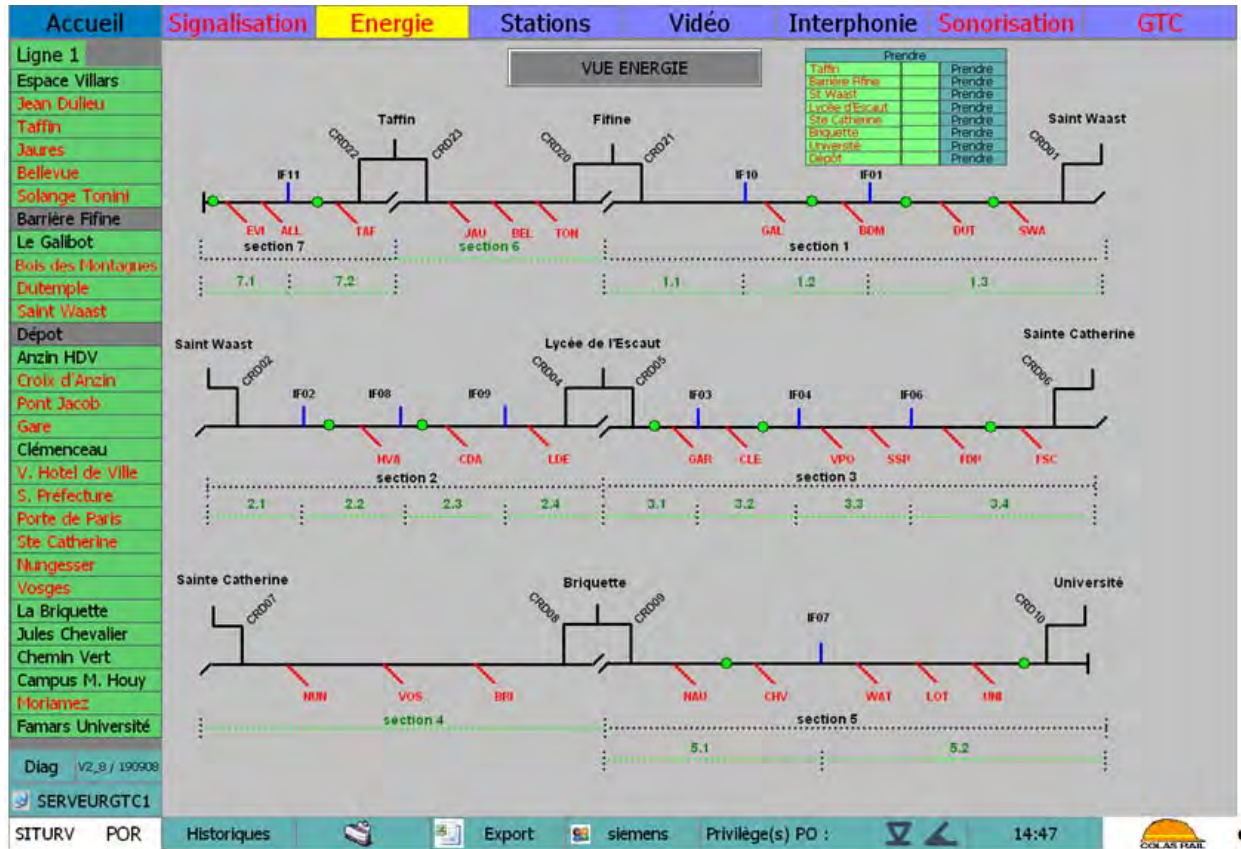 Accueil Signalisation Energie Stations Vidéo Interphonie Sonorisation GTC
Ligne 1
Espace Villars
Jean Dulieu
Taffin
Jaures
Bellevue
Solange Tonini
Barrière Fifine
Le Galibot
Bois des Montagues
Dutemple
Saint Waast
Dépot
Anzin HDV
Croix d'Anzin
Pont Jacob
Gare
Clémenceau
V. Hotel de Ville
S. Préfecture
Porte de Paris
Ste Catherine
Nungesser
Vosges
La Briquette
Jules Chevalier
Chemin Vert
Campus M. Houy
Moriamez
Famars Université
Diag V2_8 / 190908
SERVEURGTC1
SITURV POR
VUE ENERGIE
Prendre
Taffin Prendre
Barrière Fifine Prendre
St Waast Prendre
Lycée d'Escaut Prendre
Ste Catherine Prendre
Briquette Prendre
Université Prendre
Dépôt Prendre
Taffin Fifine Saint Waast
CRD22 CRD23 CRD20 CRD21 CRD01
IF11 IF10 IF01
EVI ALL TAF JAU BEL TON GAL BDM DUT SWA
section 7 section 6 section 1
7.1 7.2 1.1 1.2 1.3
Saint Waast Lycée de l'Escaut Sainte Catherine
CRD02 CRD04 CRD05 CRD06
IF02 IF08 IF09 IF03 IF04 IF06
HVA CDA LDE GAR CLE VPO SSP FDP FSC
section 2 section 3
2.1 2.2 2.3 2.4 3.1 3.2 3.3 3.4
Sainte Catherine Briquette Université
CRD07 CRD08 CRD09 CRD10
IF07
NUN VOS BRI NAU CHV WAT LOT UNI
section 4 section 5
5.1 5.2
Historiques Export siemens Privilège(s) PO : 14:47
COLAS RAIL